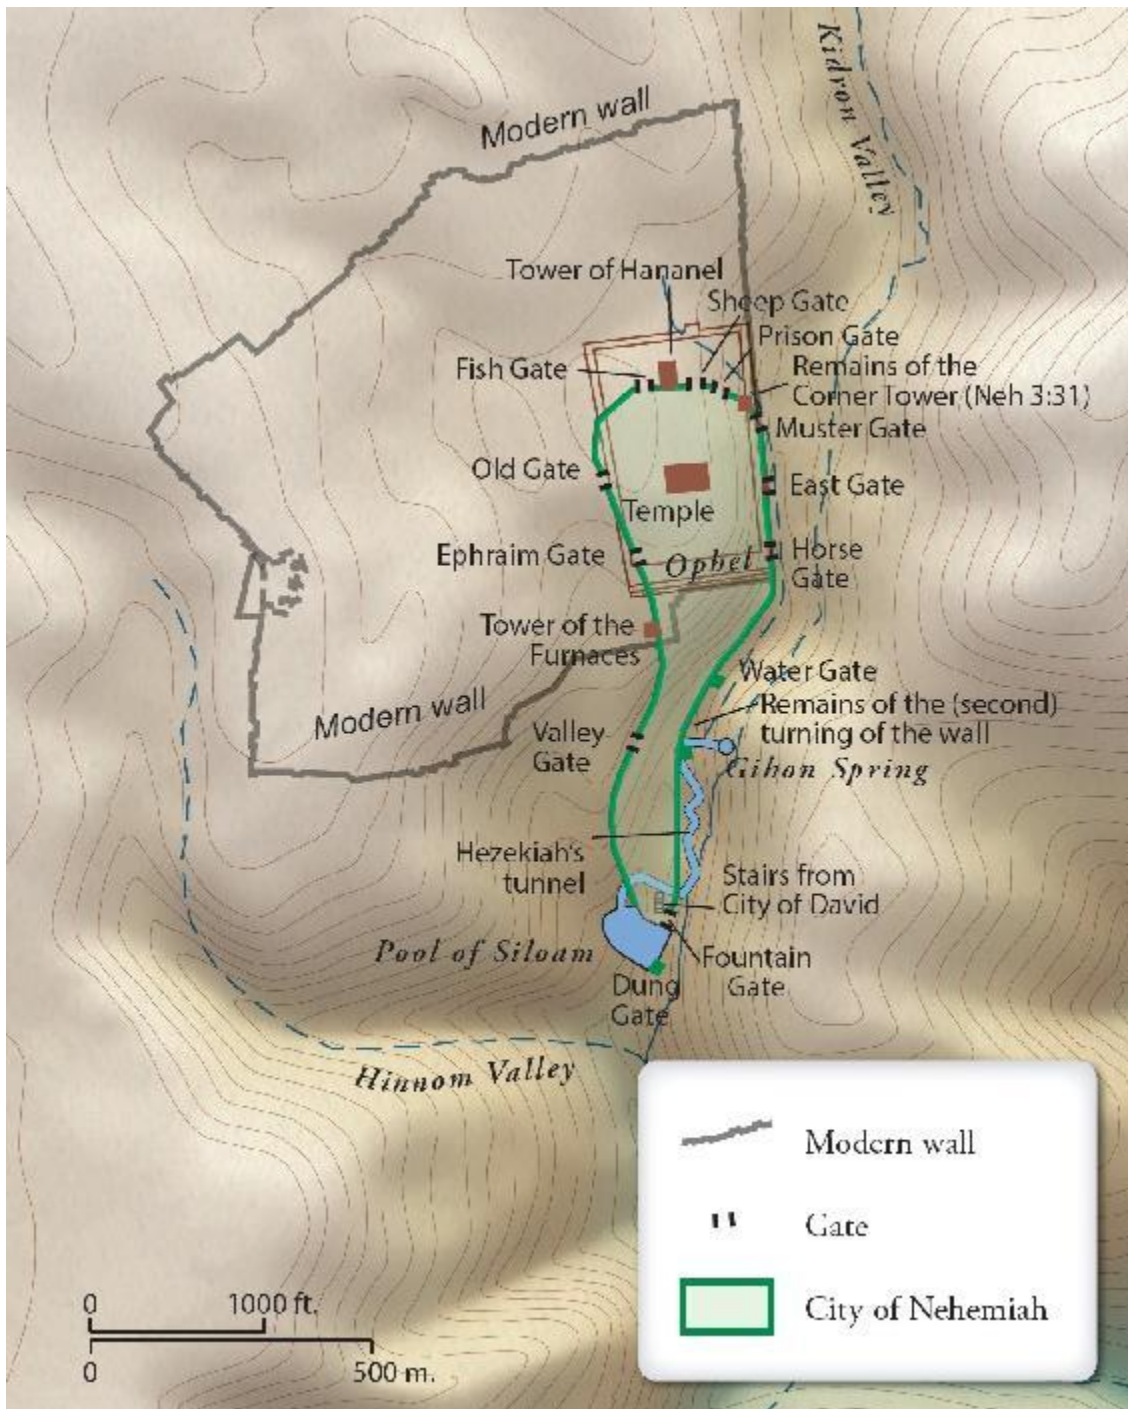 Kidron Valley
Modern wall
Tower of Hananel
Sheep Gate
Prison Gate
Fish Gate
Remains of the
Corner Tower (Neh 3:31)
Muster Gate
Old Gate
East Gate
Temple
Ephraim Gate
Ophel
Horse
Gate
Tower of the
Furnaces
Water Gate
Modern wall
Remains of the (second)
turning of the wall
Valley
Gate
Gihon Spring
Hezekiah's
tunnel
Stairs from
City of David
Pool of Siloam
Fountain
Gate
Dung
Gate
Hinnom Valley
Modern wall
Gate
City of Nehemiah
0
1000 ft.
0
500 m.